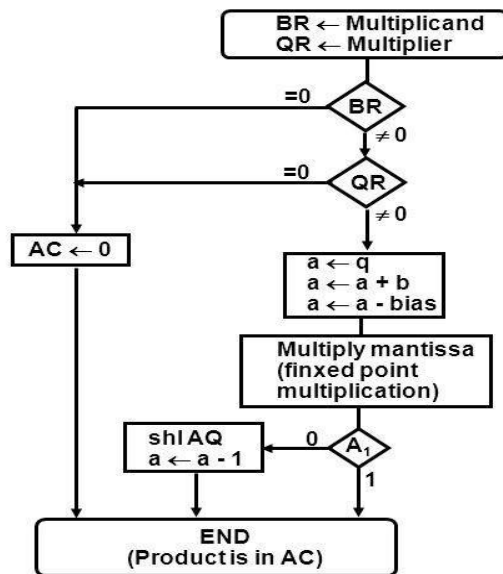 BR ← Multiplicand
QR ← Multiplier
=0
BR
≠ 0
=0
QR
≠ 0
AC ← 0
a ← q
a ← a + b
a ← a - bias
Multiply mantissa
(finxed point
multiplication)
shl AQ
a ← a - 1
0
A₁
1
END
(Product is in AC)